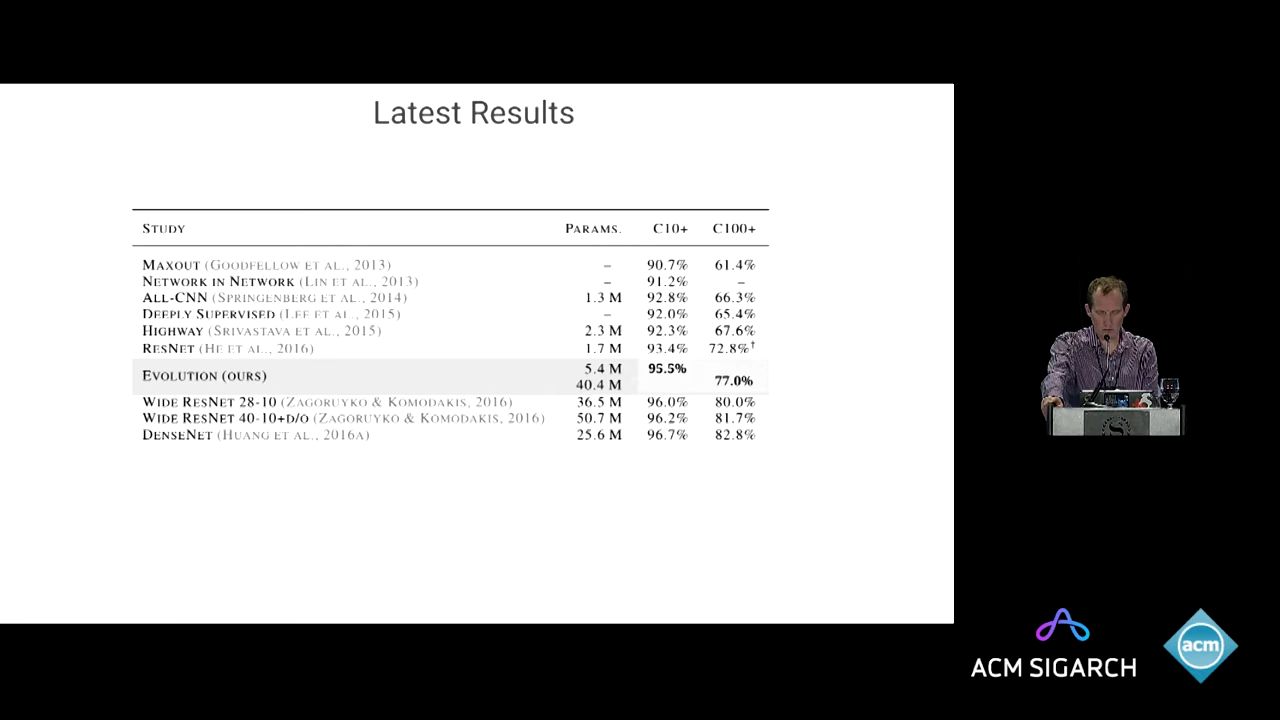 Latest Results
STUDY PARAMS. C10+ C100+
MAXOUT (GOODFELLOW ET AL., 2013) – 90.7% 61.4%
NETWORK IN NETWORK (LIN ET AL., 2013) – 91.2% –
ALL-CNN (SPRINGENBERG ET AL., 2014) 1.3 M 92.8% 66.3%
DEEPLY SUPERVISED (LEE ET AL., 2015) – 92.0% 65.4%
HIGHWAY (SRIVASTAVA ET AL., 2015) 2.3 M 92.3% 67.6%
RESNET (HE ET AL., 2016) 1.7 M 93.4% 72.8%†
EVOLUTION (OURS) 5.4 M 95.5%
40.4 M 77.0%
WIDE RESNET 28-10 (ZAGORUYKO & KOMODAKIS, 2016) 36.5 M 96.0% 80.0%
WIDE RESNET 40-10+D/O (ZAGORUYKO & KOMODAKIS, 2016) 50.7 M 96.2% 81.7%
DENSENET (HUANG ET AL., 2016A) 25.6 M 96.7% 82.8%
ACM SIGARCH
acm